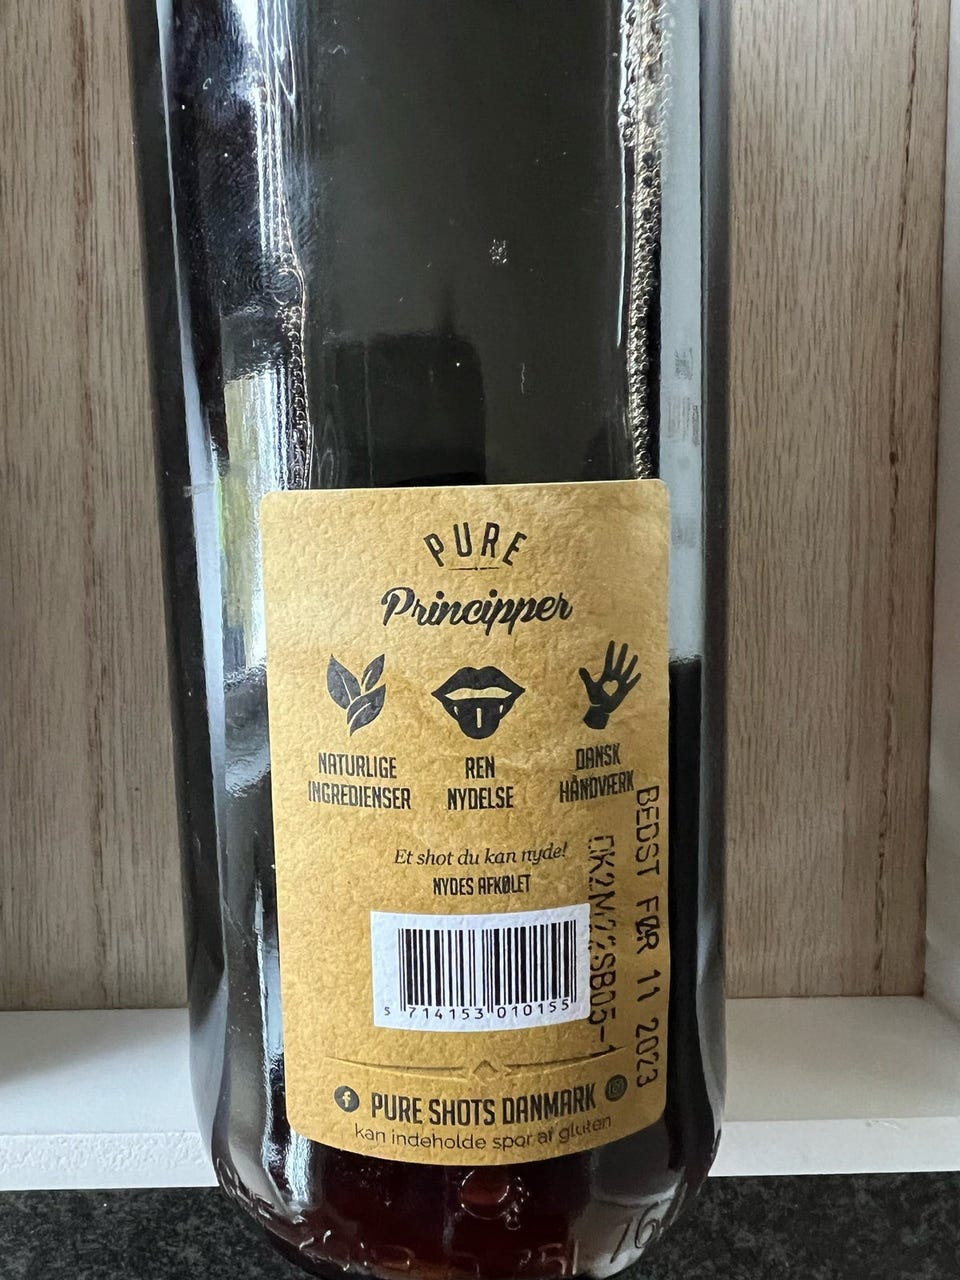 PURE
Principper
NATURLIGE
INGREDIENSER
REN
NYDELSE
DANSK
HÅNDVÆRK
Et shot du kan nyde!
NYDES AFKØLET
5 714153 010155
PURE SHOTS DANMARK
kan indeholde spor af gluten
BEDST FØR 11 2023